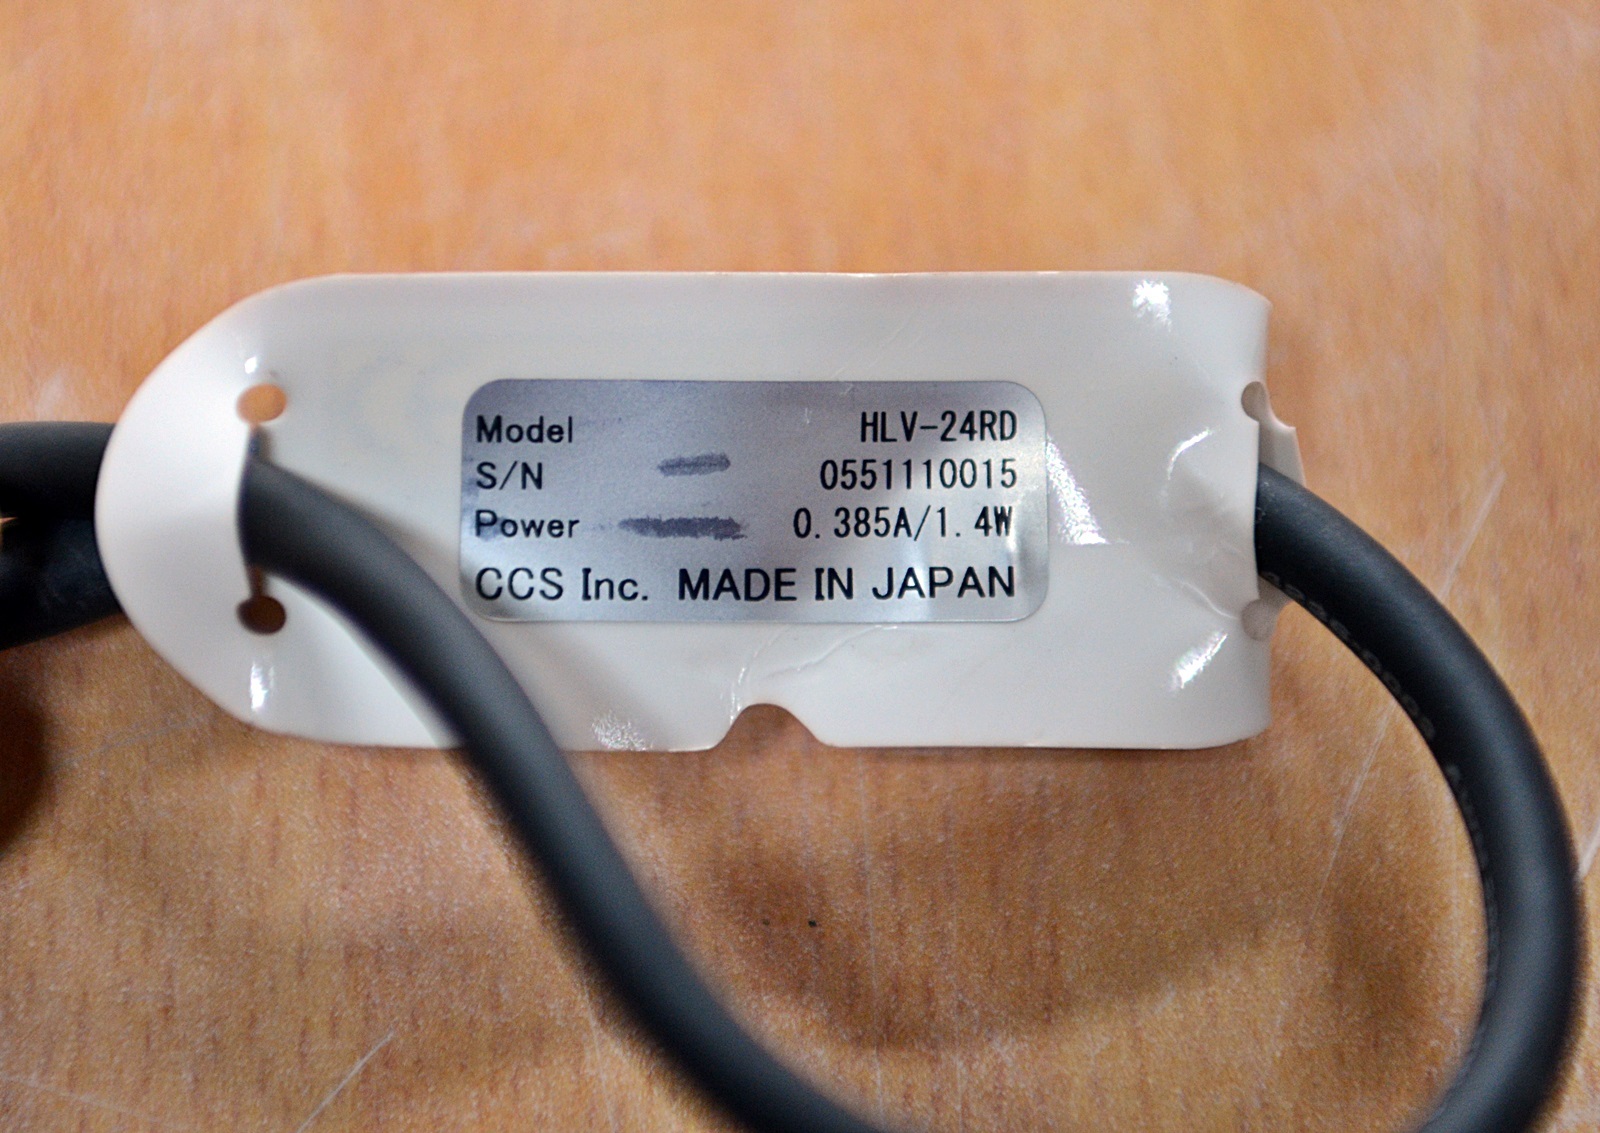 Model HLV-24RD
S/N 0551110015
Power 0.385A/1.4W
CCS Inc. MADE IN JAPAN